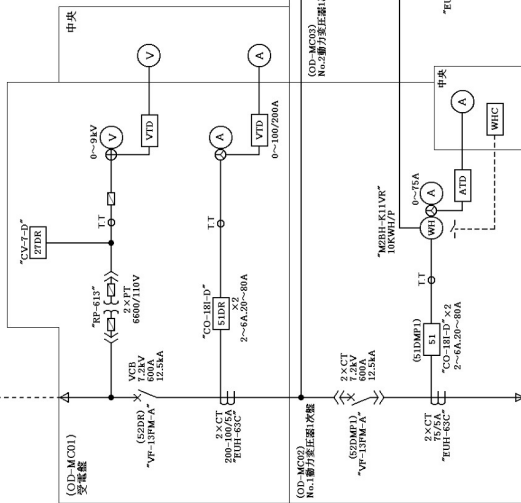 中央
(OD-MC01)
受電盤
"CV-7-D"
27DR
"RP-613"
2×PT
6600/110V
T.T
0～9kV
V
VTD
V
(52DR)
VCB
7.2kV
600A
12.5kA
"VF-13FM-A"
2×CT
200-100/5A
"EUH-63C"
51DR
"CO-18I-D"
×2
2～6A.20～80A
T.T
A
VTD
0～100/200A
A
(OD-MC02)
No.1動力変圧器1次盤
(OD-MC03)
No.2動力変圧器1
"EU
(52DMP1)
2×CT
7.2kV
600A
12.5kA
"VF-13FM-A"
2×CT
75/5A
"EUH-63C"
(51DMP1)
51
"CO-18I-D"×2
2～6A.20～80A
T.T
"M2BH-K11VR"
10KWH/P
WH
A
0～75A
ATD
中央
A
WHC